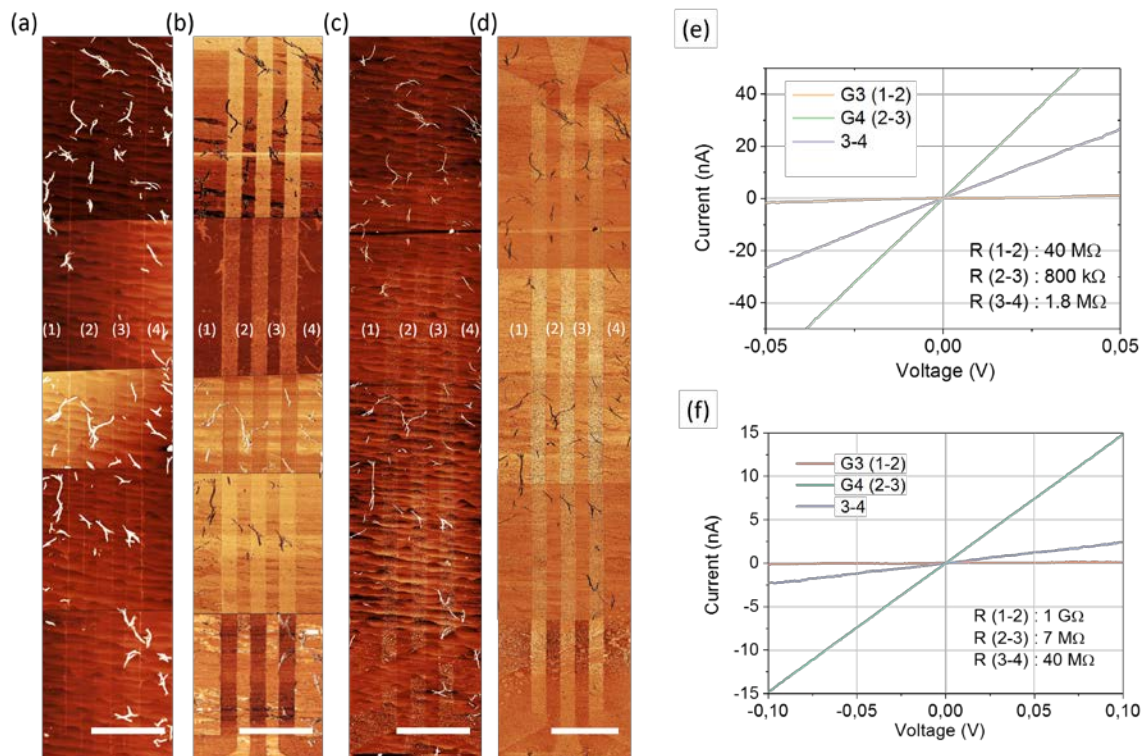 (a) (b) (c) (d)
(1) (2) (3) (4) (1) (2) (3) (4) (1) (2) (3) (4) (1) (2) (3) (4)
(e)
40
20
0
-20
-40
Current (nA)
G3 (1-2)
G4 (2-3)
3-4
R (1-2) : 40 MΩ
R (2-3) : 800 kΩ
R (3-4) : 1.8 MΩ
-0,05 0,00 0,05
Voltage (V)
(f)
15
10
5
0
-5
-10
-15
Current (nA)
G3 (1-2)
G4 (2-3)
3-4
R (1-2) : 1 GΩ
R (2-3) : 7 MΩ
R (3-4) : 40 MΩ
-0,10 -0,05 0,00 0,05 0,10
Voltage (V)